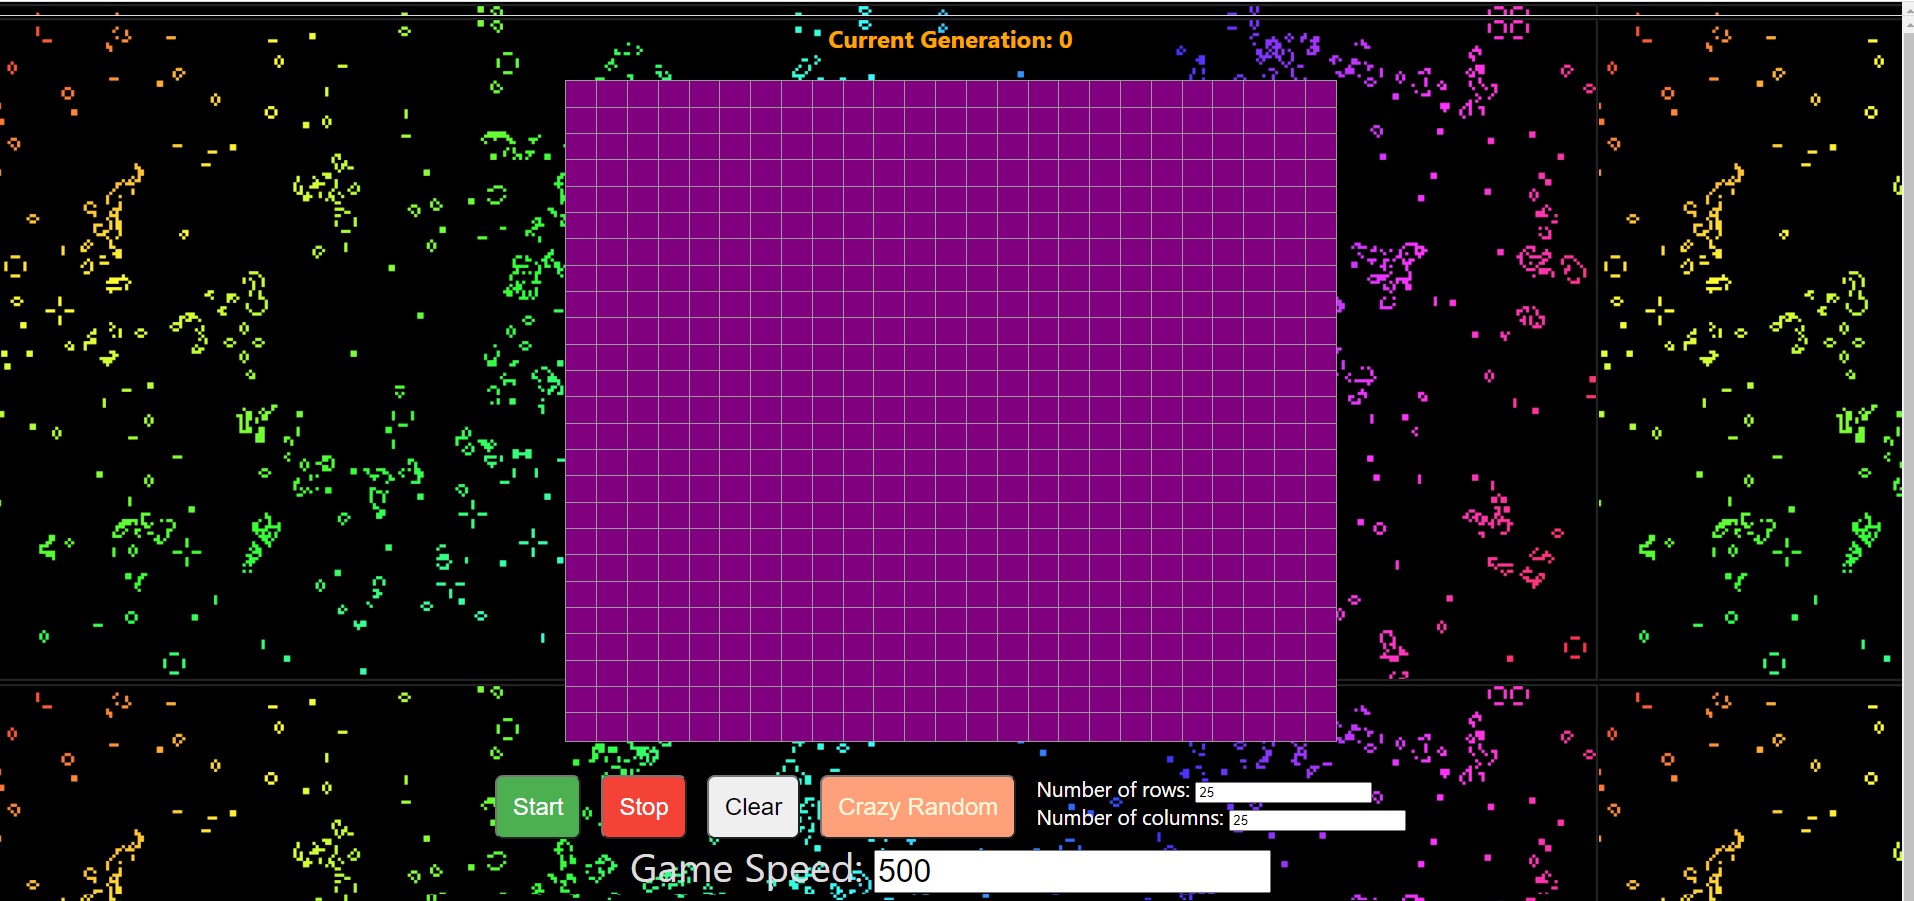 Current Generation: 0
Start
Stop
Clear
Crazy Random
Number of rows: 25
Number of columns: 25
Game Speed: 500